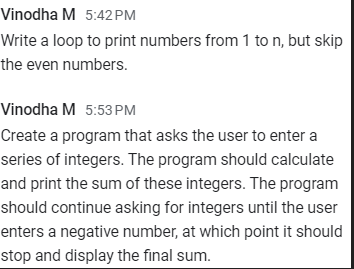 Vinodha M 5:42 PM
Write a loop to print numbers from 1 to n, but skip
the even numbers.
Vinodha M 5:53 PM
Create a program that asks the user to enter a
series of integers. The program should calculate
and print the sum of these integers. The program
should continue asking for integers until the user
enters a negative number, at which point it should
stop and display the final sum.